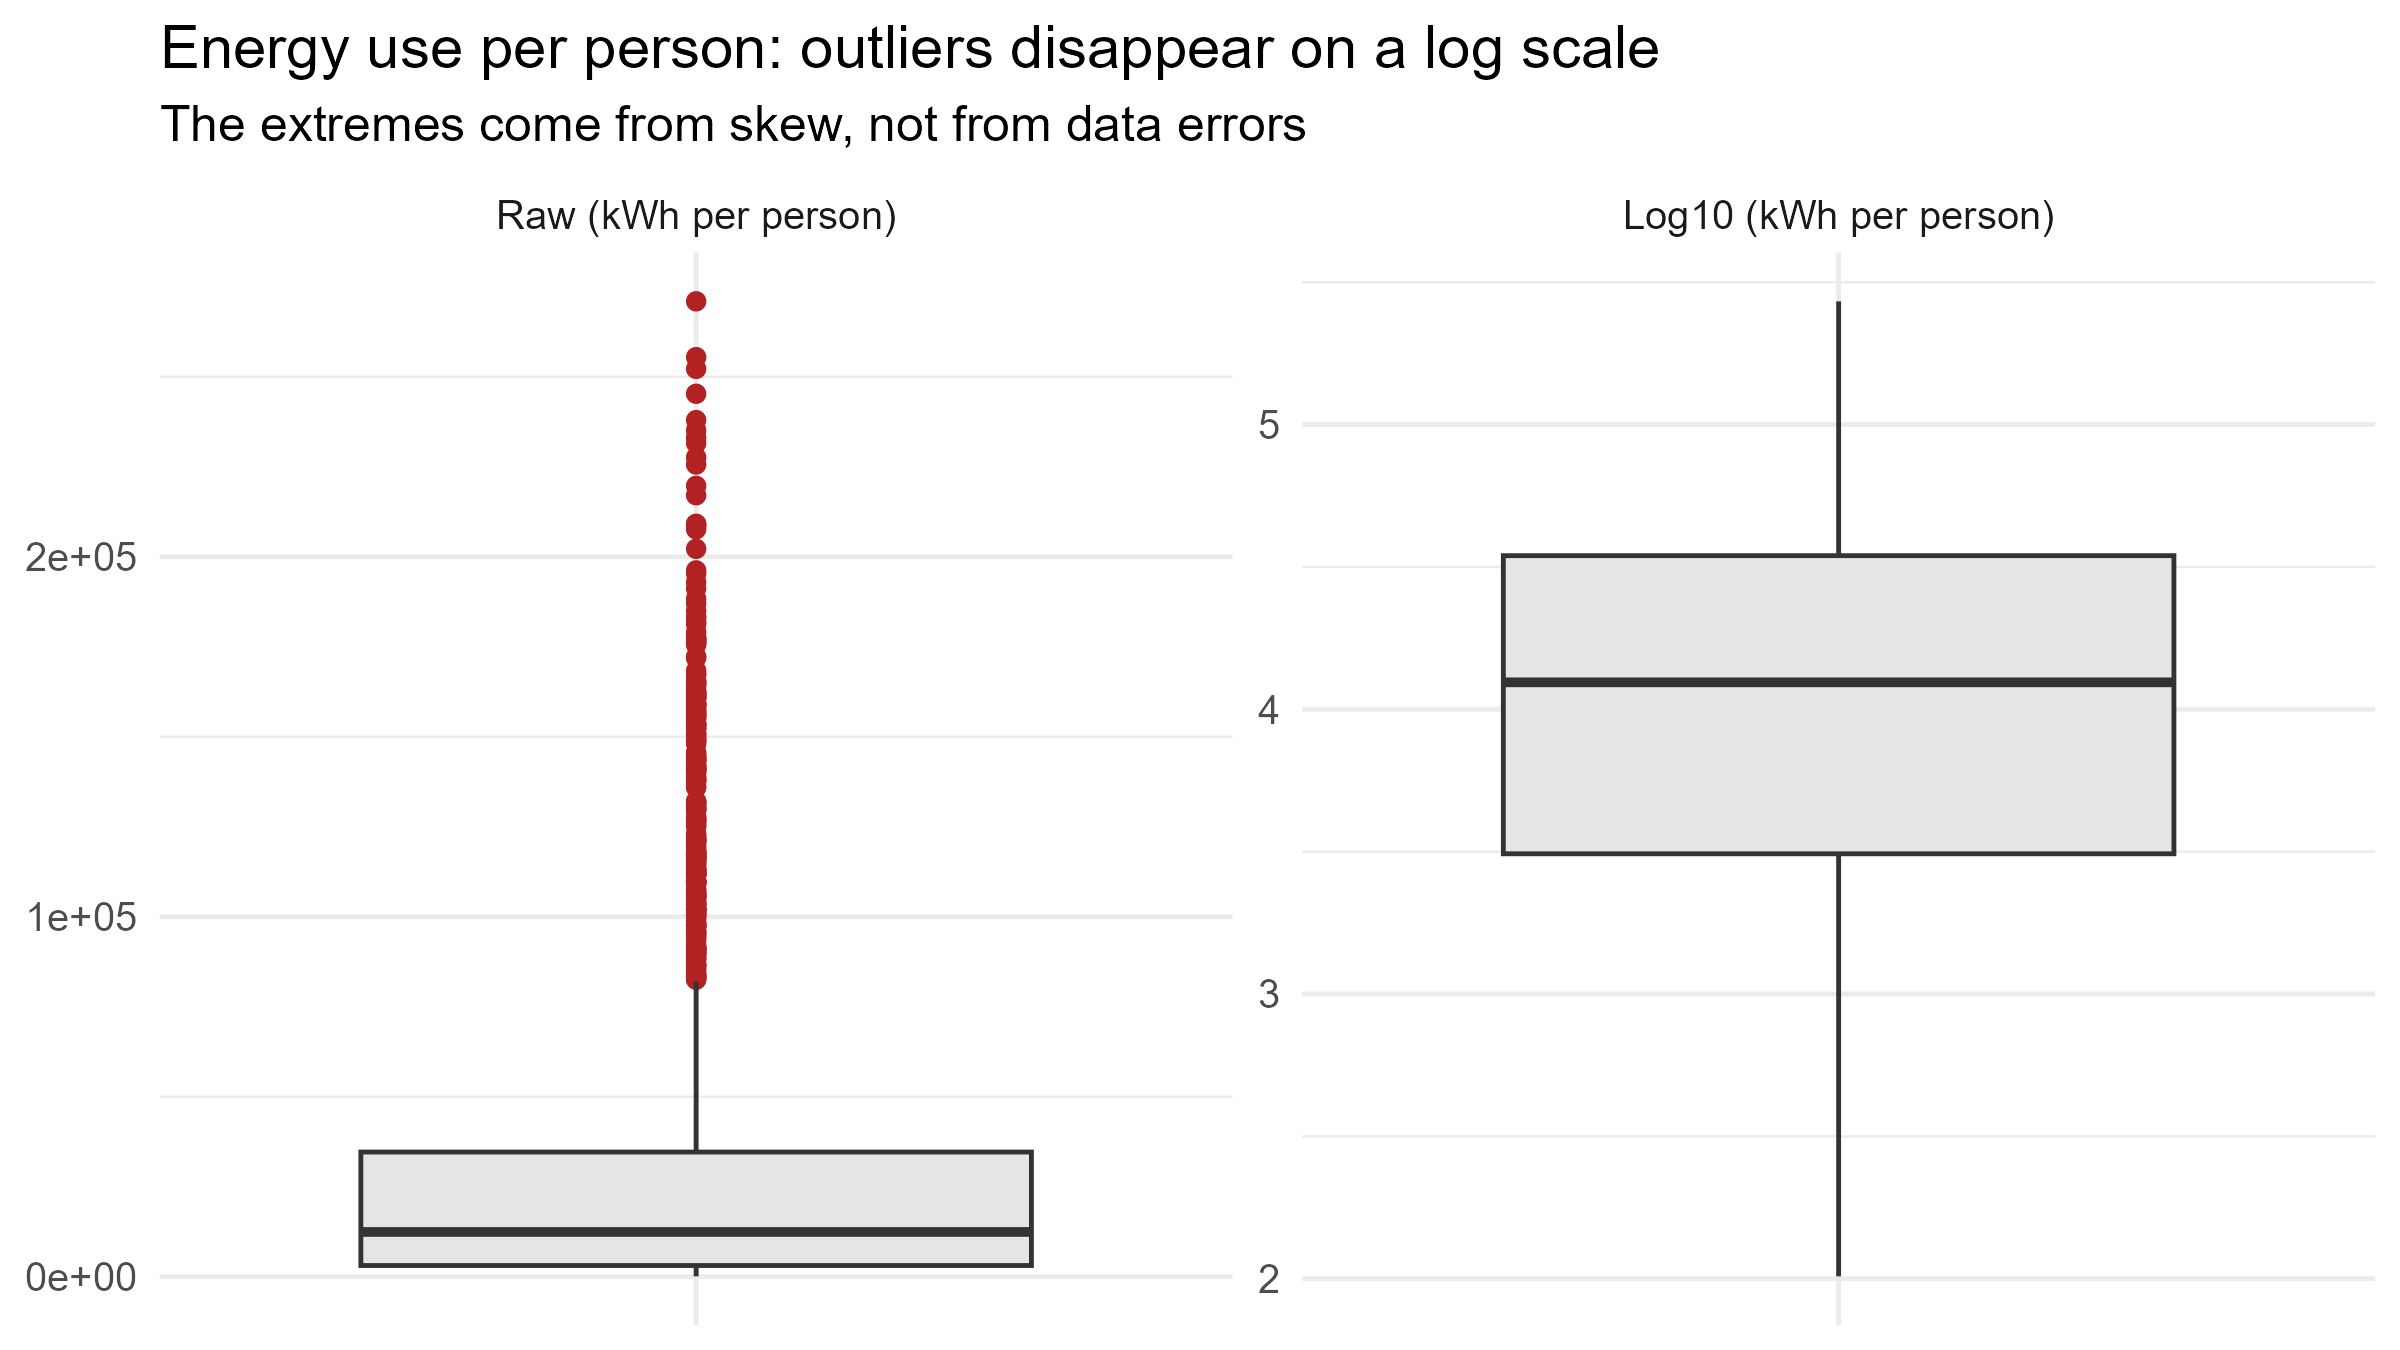 Energy use per person: outliers disappear on a log scale
The extremes come from skew, not from data errors
Raw (kWh per person)
2e+05
1e+05
0e+00
Log10 (kWh per person)
5
4
3
2